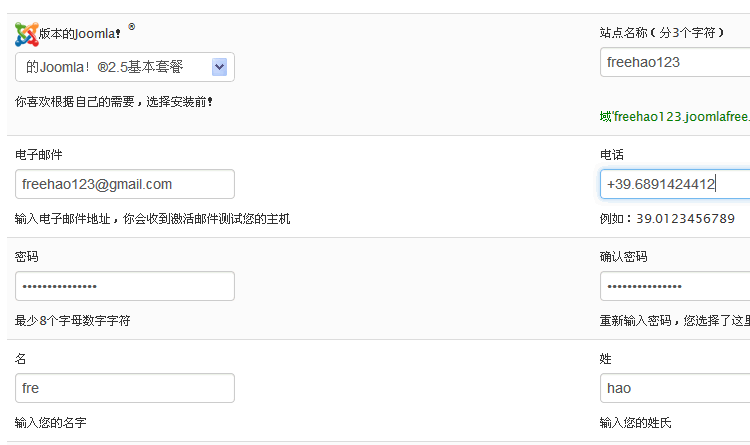 版本的Joomla! ®
站点名称（分3个字符）
的Joomla! ®2.5基本套餐
freehao123
你喜欢根据自己的需要，选择安装前!
域'freehao123.joomlafree.
电子邮件
电话
freehao123@gmail.com
+39.6891424412
输入电子邮件地址，你会收到激活邮件测试您的主机
例如：39.0123456789
密码
确认密码
•••••••••••••••
•••••••••••••••
最少8个字母数字字符
重新输入密码，您选择了这里
名
姓
fre
hao
输入您的名字
输入您的姓氏